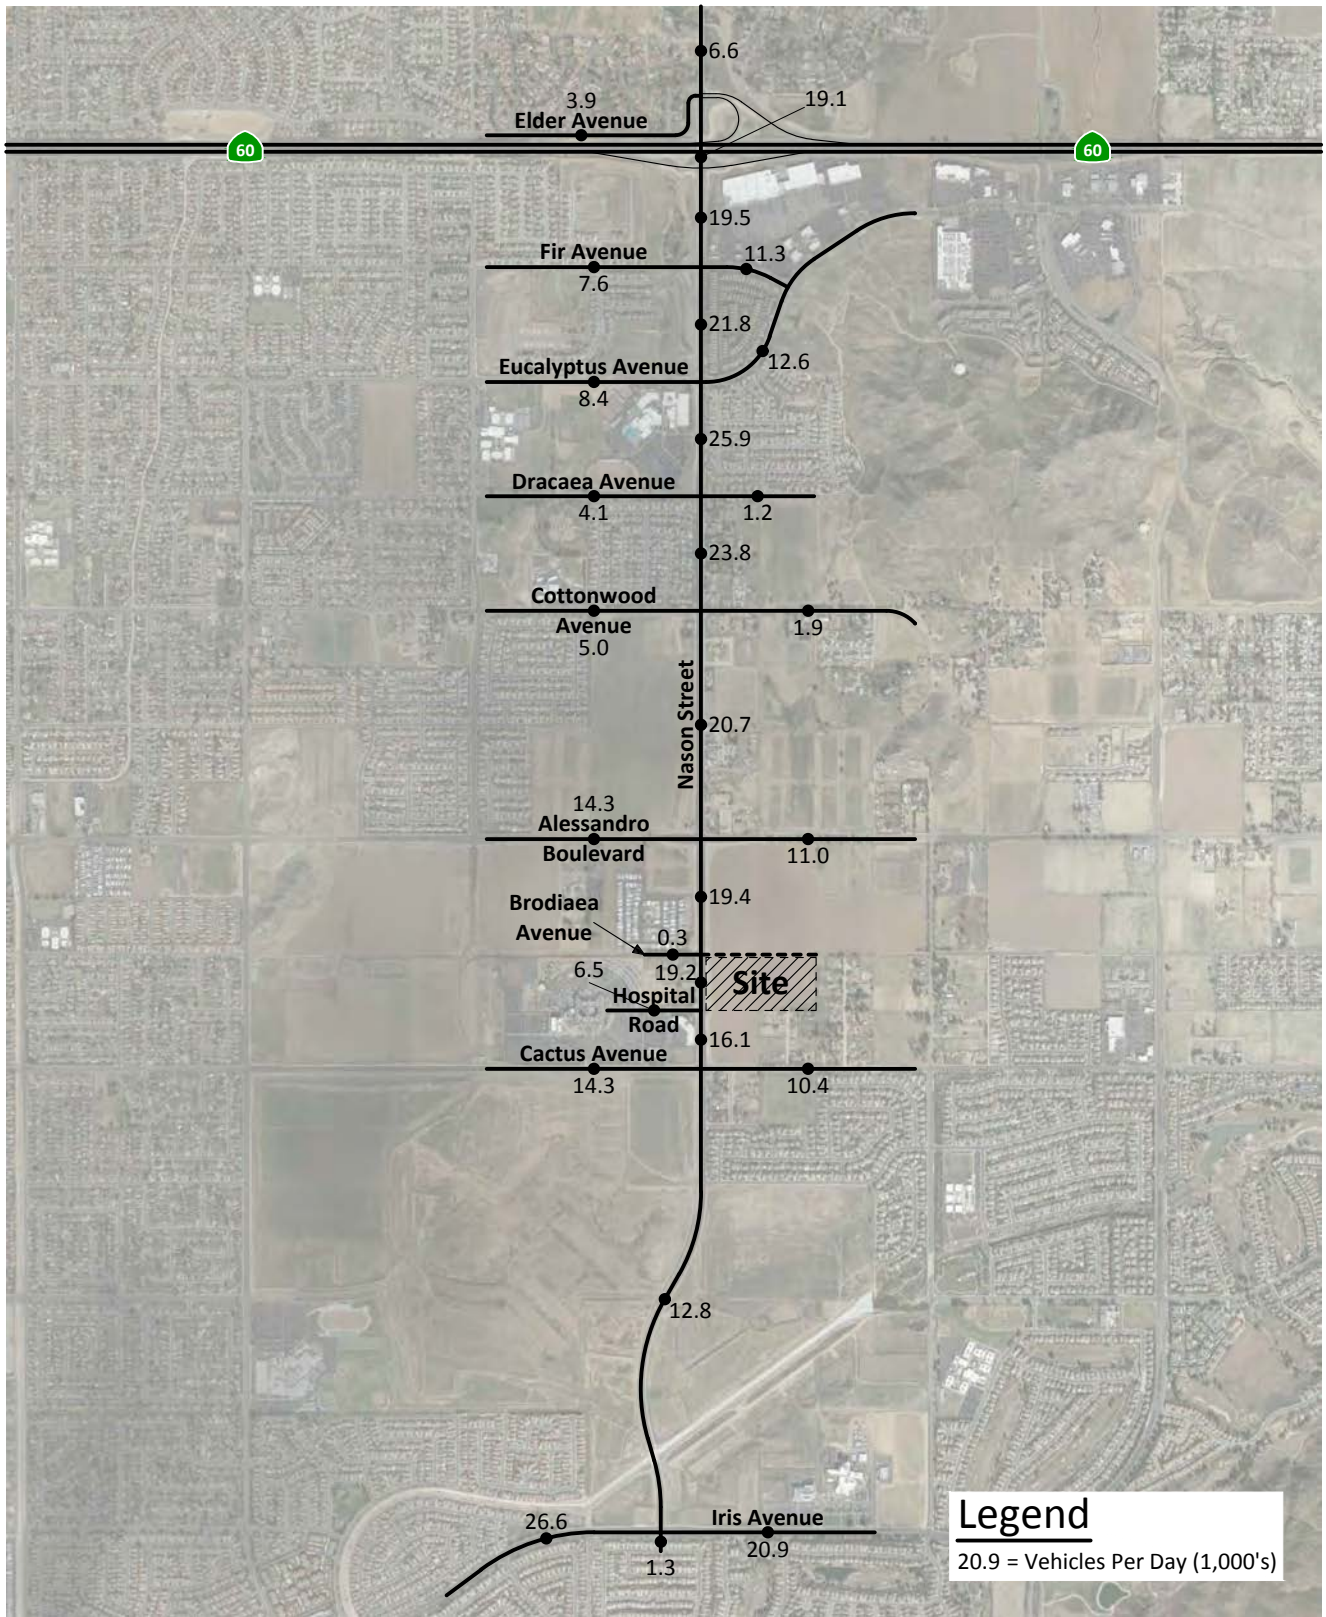 6.6
3.9
19.1
Elder Avenue
60
60
19.5
Fir Avenue
11.3
7.6
21.8
12.6
Eucalyptus Avenue
8.4
25.9
Dracaea Avenue
4.1
1.2
23.8
Cottonwood
Avenue
5.0
1.9
Nason Street
20.7
14.3
Alessandro
Boulevard
11.0
19.4
Brodiaea
Avenue
0.3
6.5
19.2
Site
Hospital
Road
16.1
Cactus Avenue
14.3
10.4
12.8
26.6
Iris Avenue
20.9
1.3
Legend
20.9 = Vehicles Per Day (1,000's)